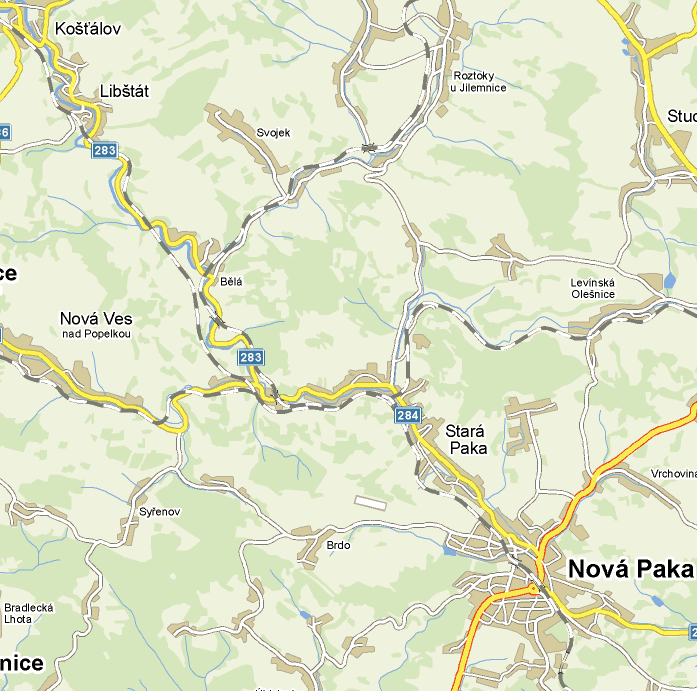 Košťálov
Roztoky
u Jilemnice
Libštát
Stud
Svojek
283
Bělá
Levínská
Olešnice
Nová Ves
nad Popelkou
283
284
Stará
Paka
Vrchovina
Syřenov
Brdo
Nová Paka
Bradlecká
Lhota
nice